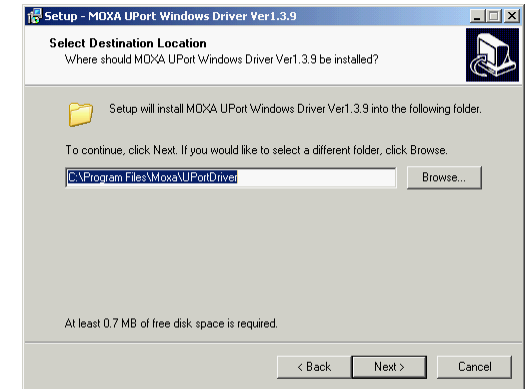 Setup - MOXA UPort Windows Driver Ver1.3.9
Select Destination Location
Where should MOXA UPort Windows Driver Ver1.3.9 be installed?
Setup will install MOXA UPort Windows Driver Ver1.3.9 into the following folder.
To continue, click Next. If you would like to select a different folder, click Browse.
C:\Program Files\Moxa\UPortDriver
Browse...
At least 0.7 MB of free disk space is required.
< Back
Next >
Cancel